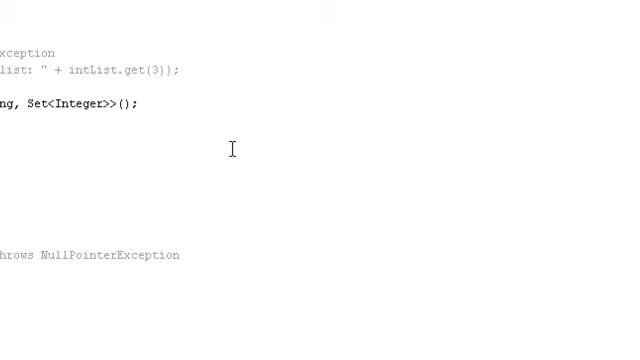 xception
list: " + intList.get(3));
ng, Set<Integer>>();
hrows NullPointerException